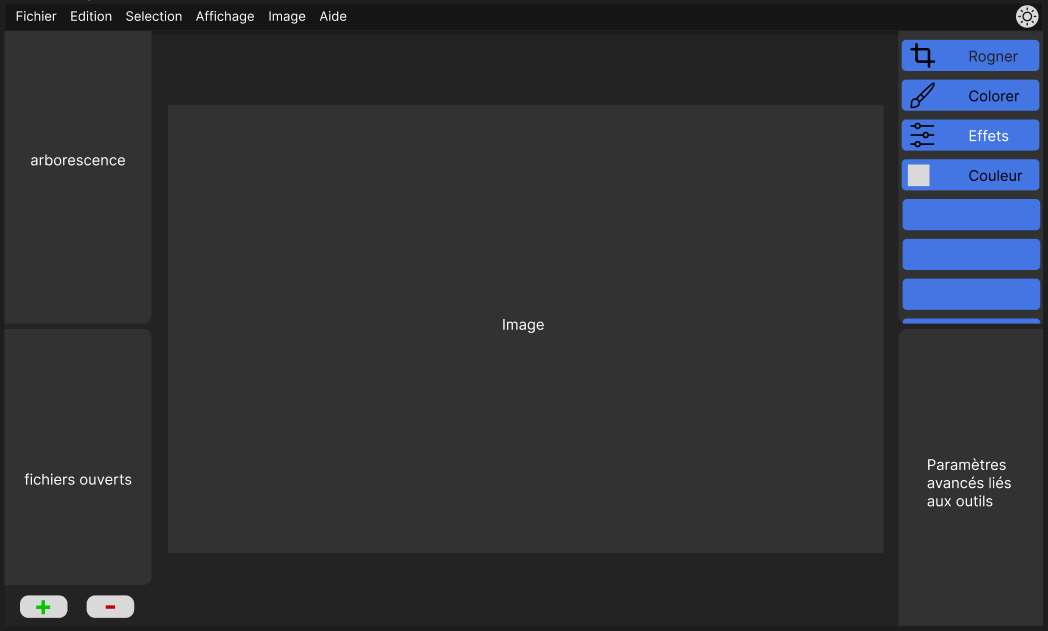 Fichier Edition Selection Affichage Image Aide
arborescence
Rogner
Colorer
Effets
Couleur
Image
fichiers ouverts
Paramètres
avancés liés
aux outils